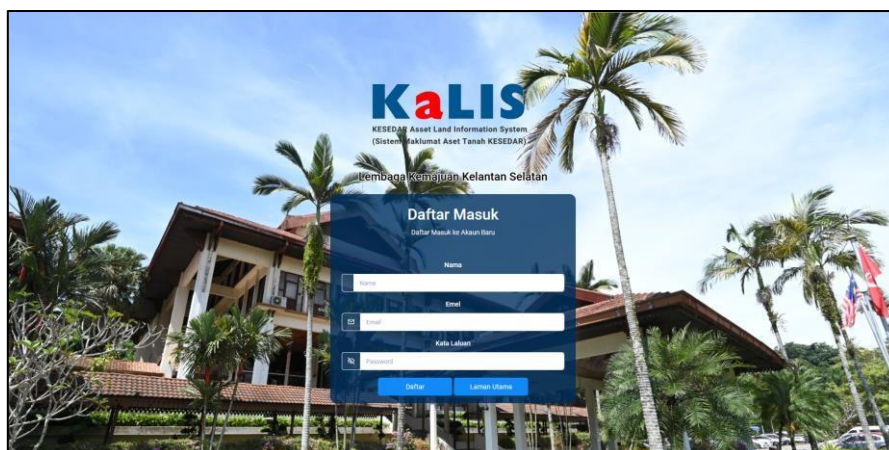 KaLIS
KESEDAR Asset Land Information System
(Sistem Maklumat Aset Tanah KESEDAR)
Lembaga Kemajuan Kelantan Selatan
Daftar Masuk
Daftar Masuk ke Akaun Baru
Nama
Name
Emel
Email
Kata Laluan
Password
Daftar
Laman Utama